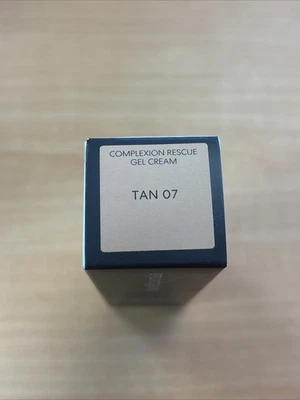 COMPLEXION RESCUE
GEL CREAM
TAN 07